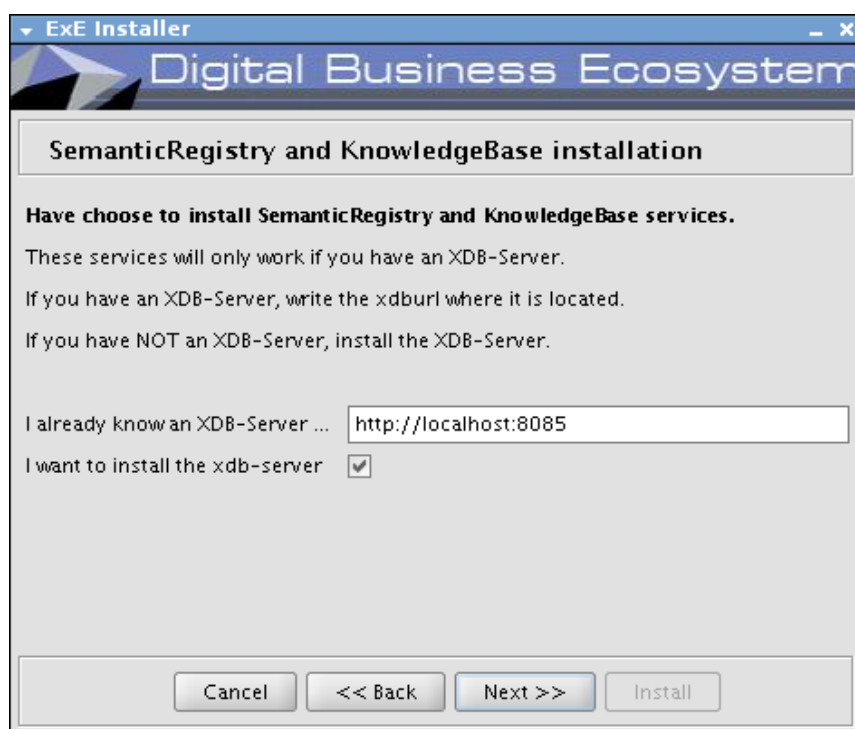 ExE Installer
Digital Business Ecosystem
SemanticRegistry and KnowledgeBase installation
Have choose to install SemanticRegistry and KnowledgeBase services.
These services will only work if you have an XDB-Server.
If you have an XDB-Server, write the xdburl where it is located.
If you have NOT an XDB-Server, install the XDB-Server.
I already know an XDB-Server ... http://localhost:8085
I want to install the xdb-server
Cancel << Back Next >> Install